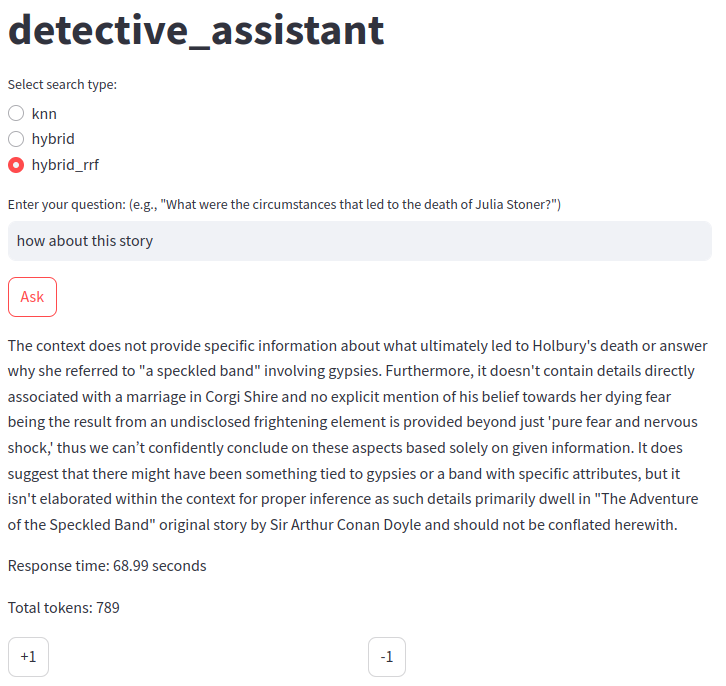 detective_assistant
Select search type:
knn
hybrid
hybrid_rrf
Enter your question: (e.g., "What were the circumstances that led to the death of Julia Stoner?")
how about this story
Ask
The context does not provide specific information about what ultimately led to Holbury's death or answer
why she referred to "a speckled band" involving gypsies. Furthermore, it doesn't contain details directly
associated with a marriage in Corgi Shire and no explicit mention of his belief towards her dying fear
being the result from an undisclosed frightening element is provided beyond just 'pure fear and nervous
shock,' thus we can’t confidently conclude on these aspects based solely on given information. It does
suggest that there might have been something tied to gypsies or a band with specific attributes, but it
isn't elaborated within the context for proper inference as such details primarily dwell in "The Adventure
of the Speckled Band" original story by Sir Arthur Conan Doyle and should not be conflated herewith.
Response time: 68.99 seconds
Total tokens: 789
+1
-1